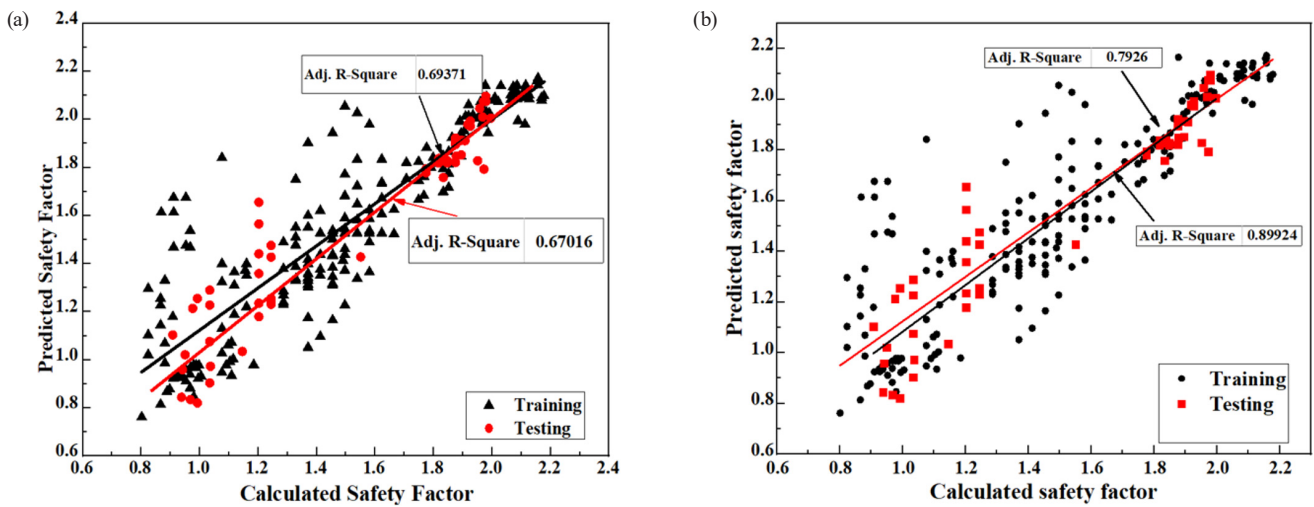 (a)
Predicted Safety Factor
2.4
2.2
2.0
1.8
1.6
1.4
1.2
1.0
0.8
0.6
Adj. R-Square 0.69371
Adj. R-Square 0.67016
Training
Testing
0.6 0.8 1.0 1.2 1.4 1.6 1.8 2.0 2.2 2.4
Calculated Safety Factor
(b)
Predicted safety factor
2.2
2.0
1.8
1.6
1.4
1.2
1.0
0.8
0.6
Adj. R-Square 0.7926
Adj. R-Square 0.89924
Training
Testing
0.6 0.8 1.0 1.2 1.4 1.6 1.8 2.0 2.2
Calculated safety factor